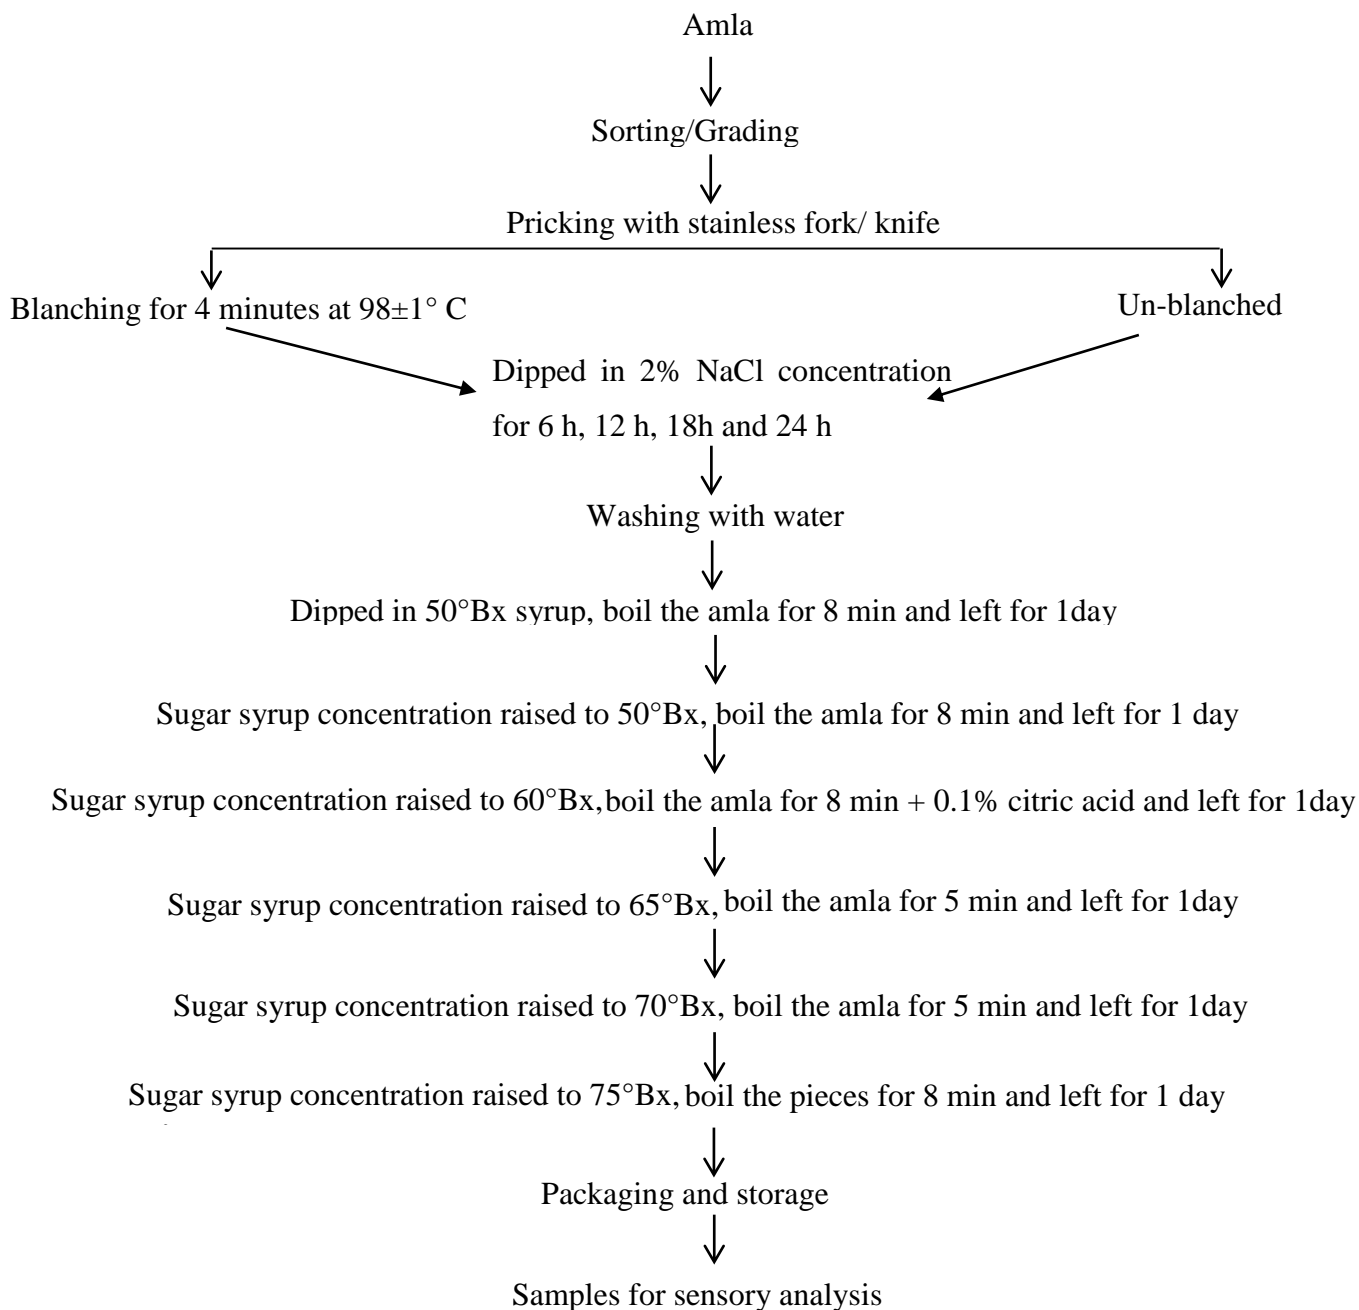 Amla
Sorting/Grading
Pricking with stainless fork/ knife
Blanching for 4 minutes at 98±1° C
Un-blanched
Dipped in 2% NaCl concentration
for 6 h, 12 h, 18h and 24 h
Washing with water
Dipped in 50°Bx syrup, boil the amla for 8 min and left for 1day
Sugar syrup concentration raised to 50°Bx, boil the amla for 8 min and left for 1 day
Sugar syrup concentration raised to 60°Bx, boil the amla for 8 min + 0.1% citric acid and left for 1day
Sugar syrup concentration raised to 65°Bx, boil the amla for 5 min and left for 1day
Sugar syrup concentration raised to 70°Bx, boil the amla for 5 min and left for 1day
Sugar syrup concentration raised to 75°Bx, boil the pieces for 8 min and left for 1 day
Packaging and storage
Samples for sensory analysis